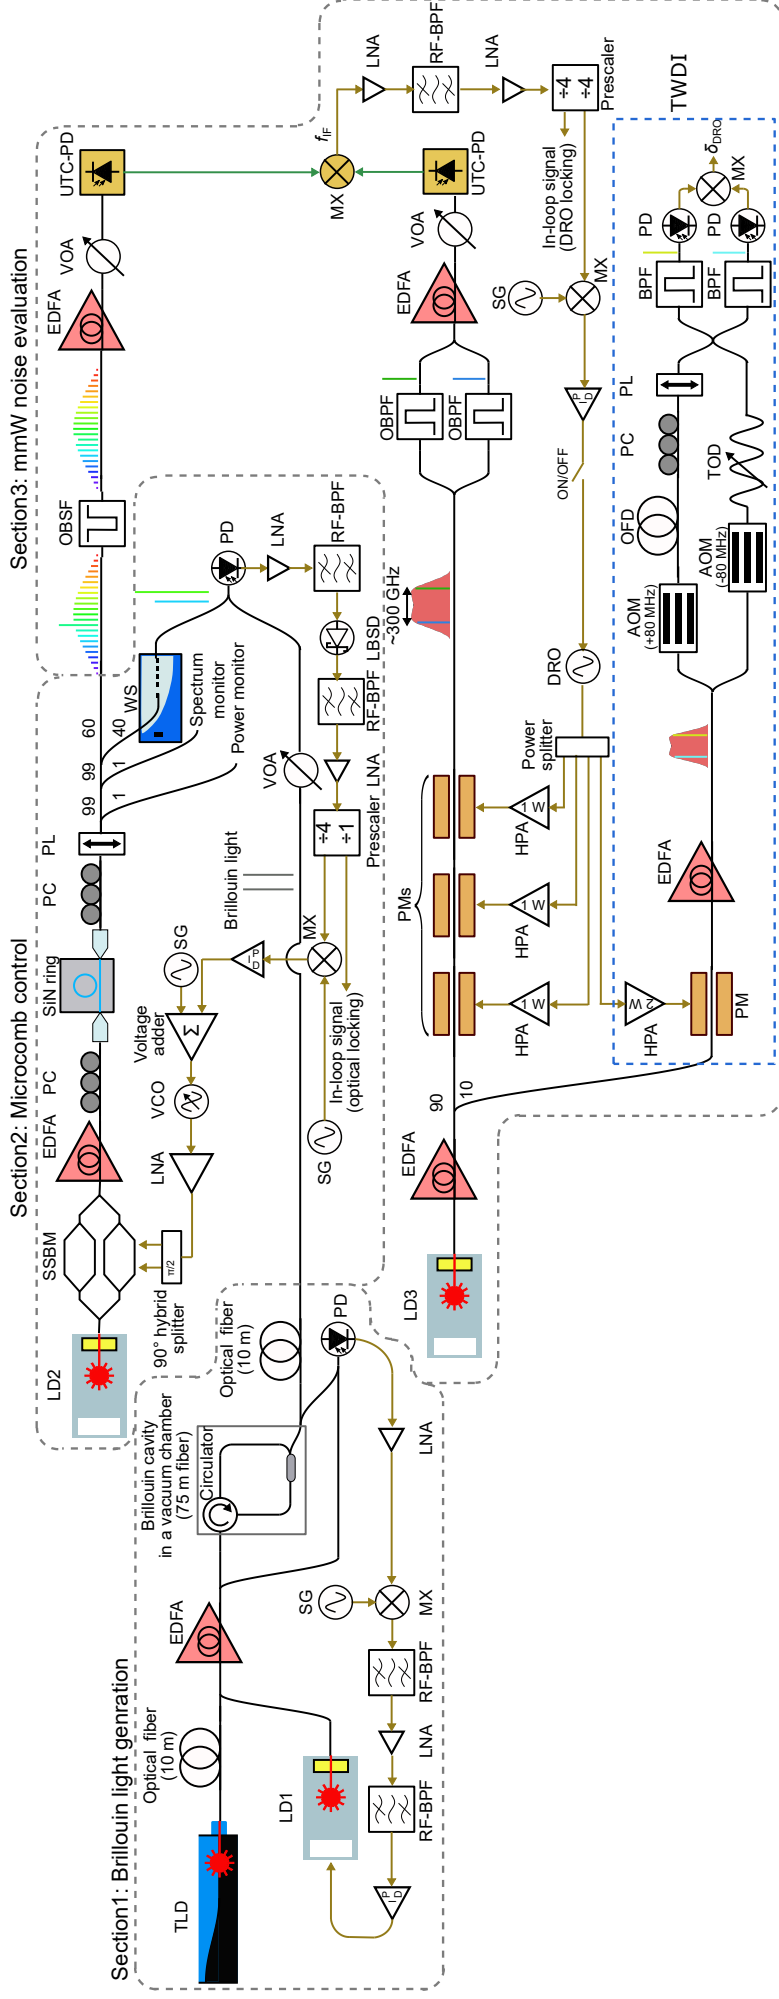 Section1: Brillouin light genration
TLD
Optical fiber
(10 m)
LD1
EDFA
Brillouin cavity
in a vacuum chamber
(75 m fiber)
Circulator
Optical fiber
(10 m)
PD
LNA
SG
MX
RF-BPF
LNA
RF-BPF
P
I
D
Section2: Microcomb control
LD2
SSBM
90° hybrid
splitter
π/2
EDFA
PC
SiN ring
PC
PL
99
1
99
1
60
40
WS
Spectrum
monitor
Power monitor
LNA
VCO
Voltage
adder
Σ
SG
P
I
D
MX
SG
In-loop signal
(optical locking)
Brillouin light
VOA
Prescaler
÷4
÷1
LNA
RF-BPF
LBSD
RF-BPF
LNA
PD
Section3: mmW noise evaluation
OBSF
EDFA
VOA
UTC-PD
MX
fIF
LNA
RF-BPF
LNA
÷4
÷4
Prescaler
UTC-PD
VOA
EDFA
OBPF
OBPF
~300 GHz
In-loop signal
(DRO locking)
SG
MX
P
I
D
ON/OFF
DRO
Power
splitter
PMs
1 W
HPA
1 W
HPA
1 W
HPA
2 W
HPA
LD3
EDFA
90
10
TWDI
PM
EDFA
AOM
(+80 MHz)
AOM
(-80 MHz)
OFD
PC
PL
TOD
BPF
BPF
PD
PD
MX
δDRO